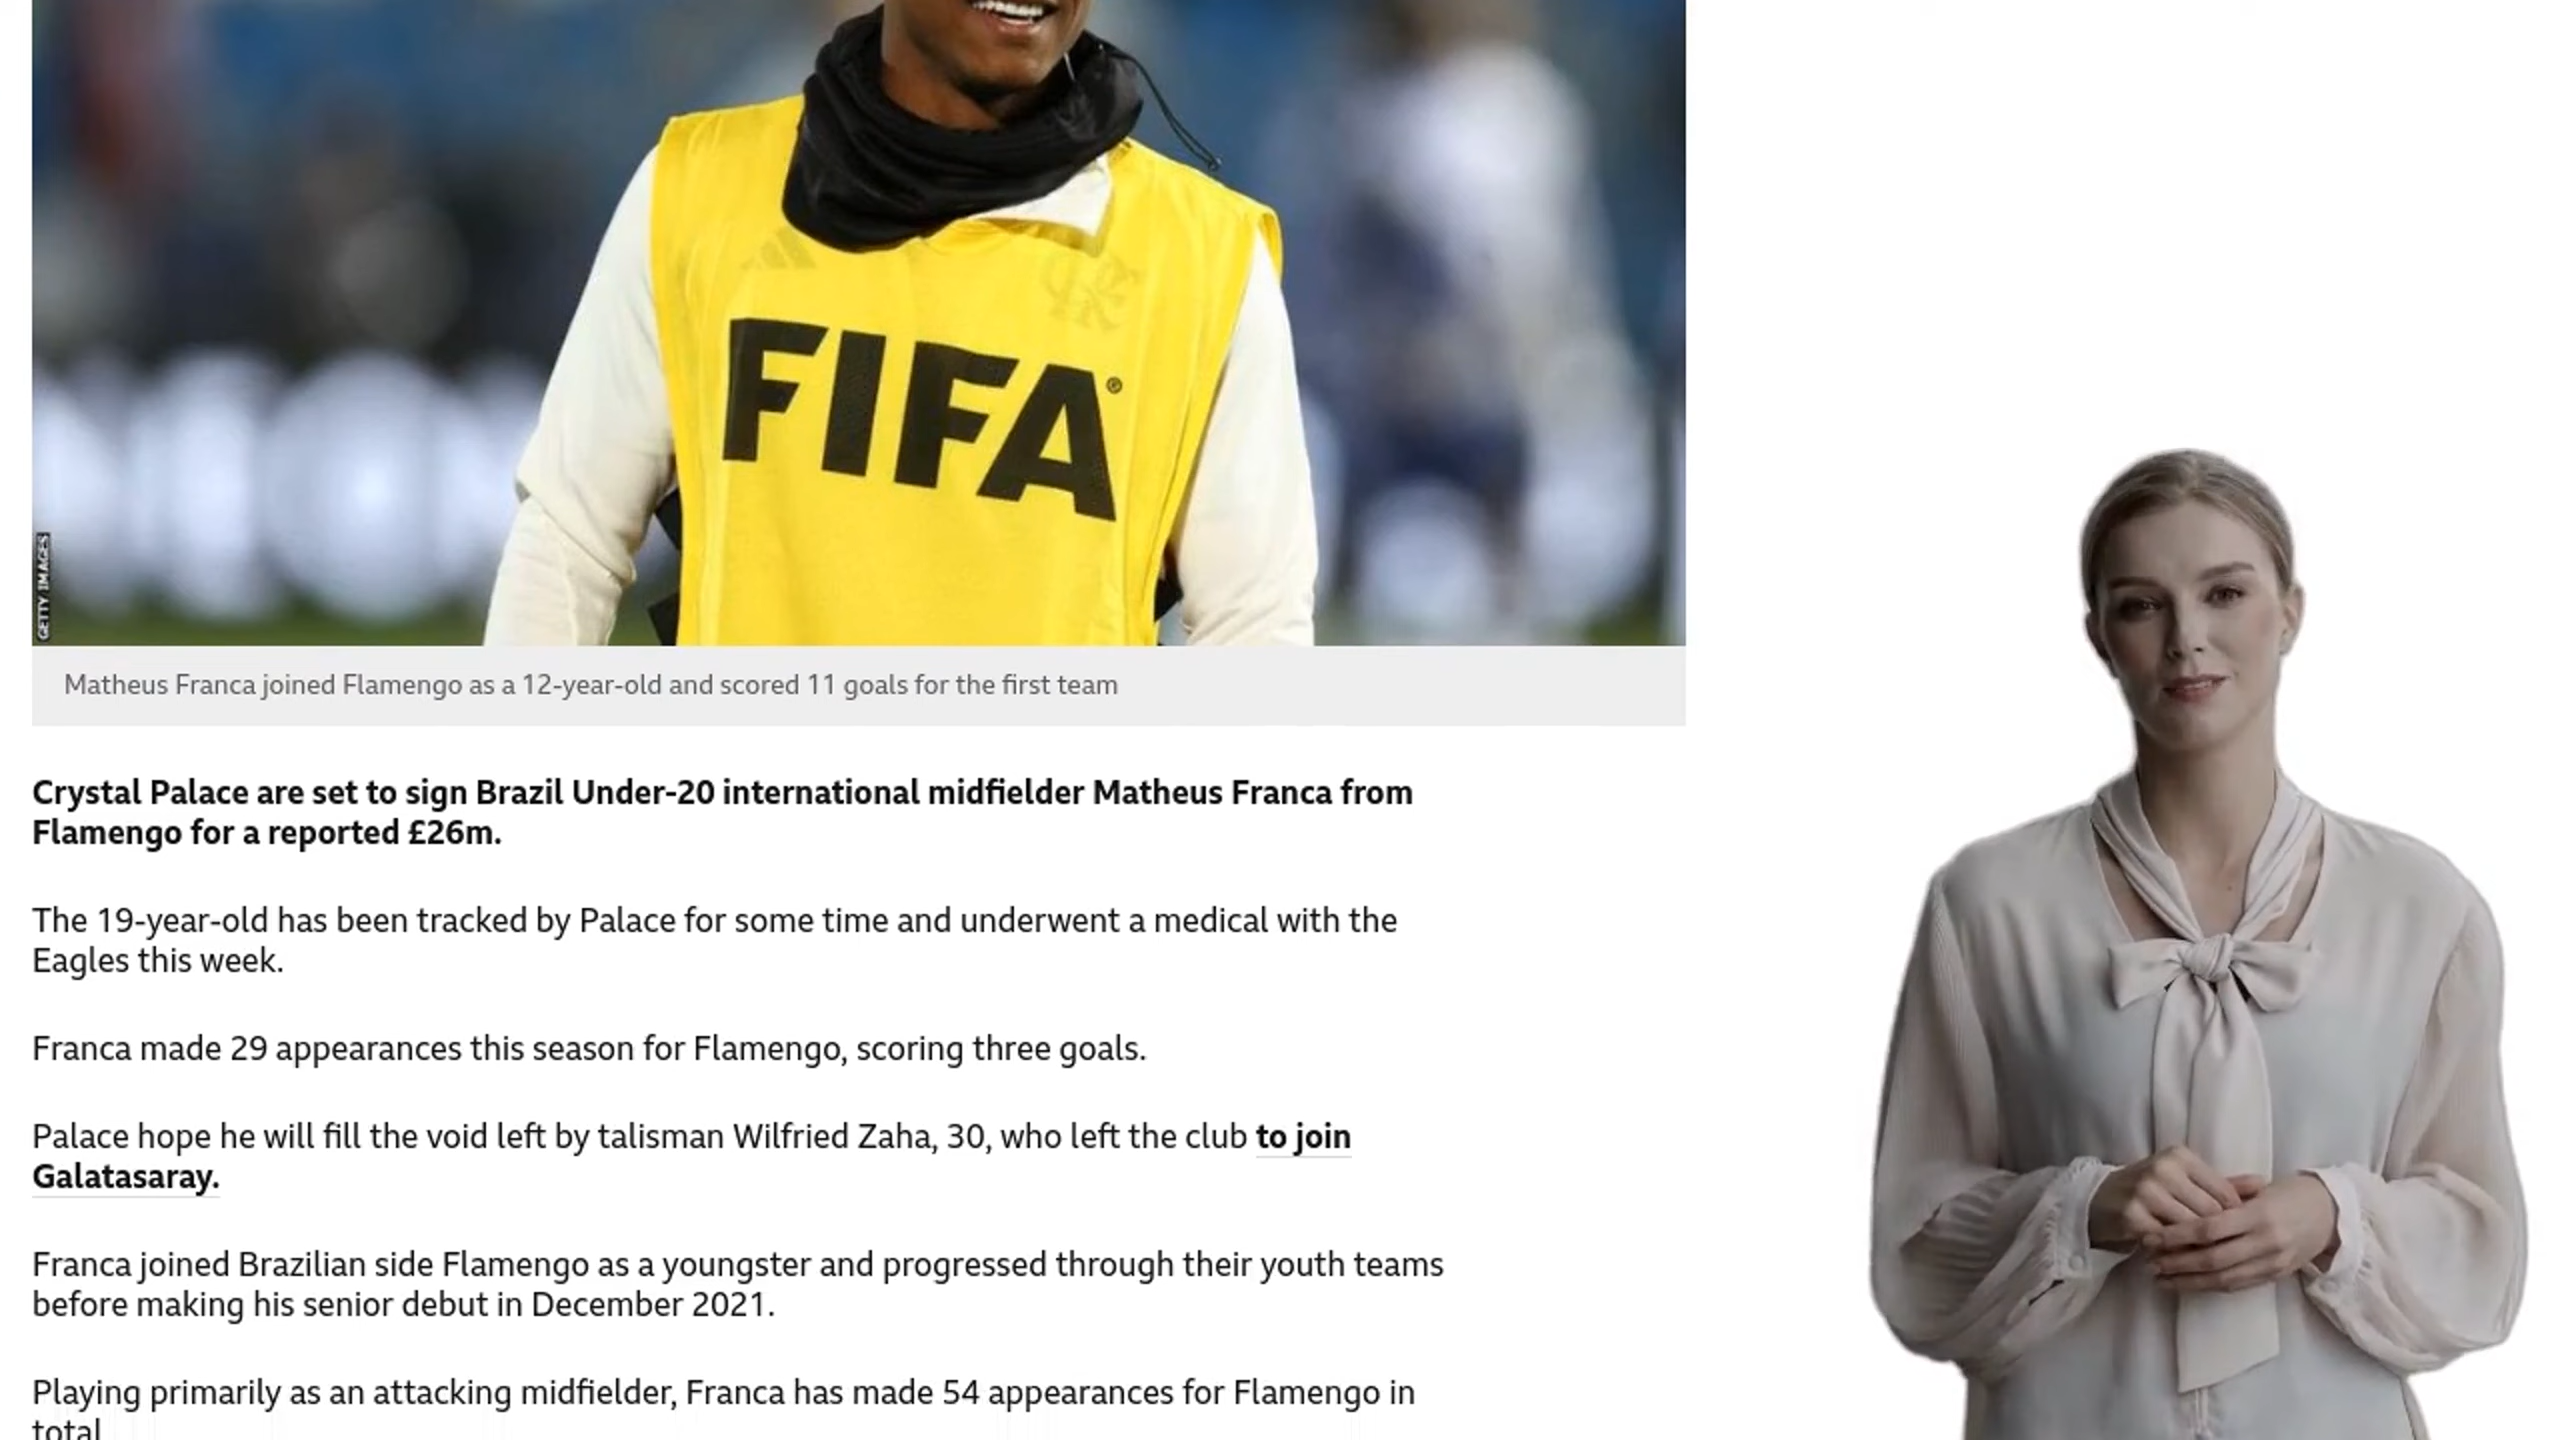 FIFA®
GETTY IMAGES
Matheus Franca joined Flamengo as a 12-year-old and scored 11 goals for the first team
Crystal Palace are set to sign Brazil Under-20 international midfielder Matheus Franca from
Flamengo for a reported £26m.
The 19-year-old has been tracked by Palace for some time and underwent a medical with the
Eagles this week.
Franca made 29 appearances this season for Flamengo, scoring three goals.
Palace hope he will fill the void left by talisman Wilfried Zaha, 30, who left the club to join
Galatasaray.
Franca joined Brazilian side Flamengo as a youngster and progressed through their youth teams
before making his senior debut in December 2021.
Playing primarily as an attacking midfielder, Franca has made 54 appearances for Flamengo in
total